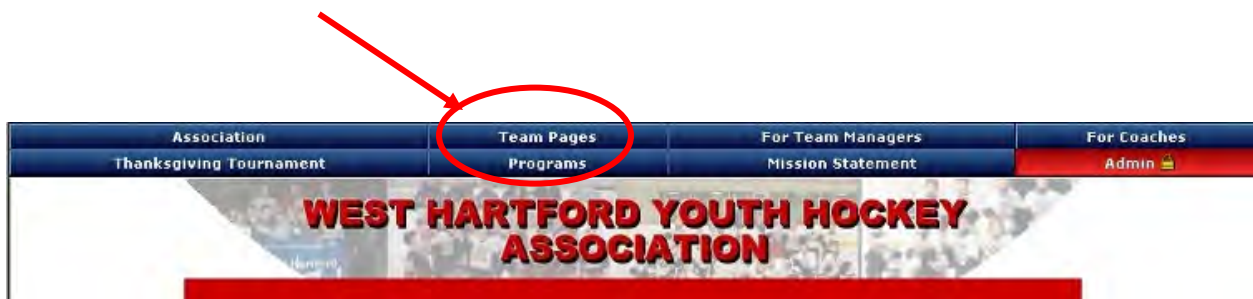 Association Team Pages For Team Managers For Coaches
Thanksgiving Tournament Programs Mission Statement Admin
WEST HARTFORD YOUTH HOCKEY
ASSOCIATION